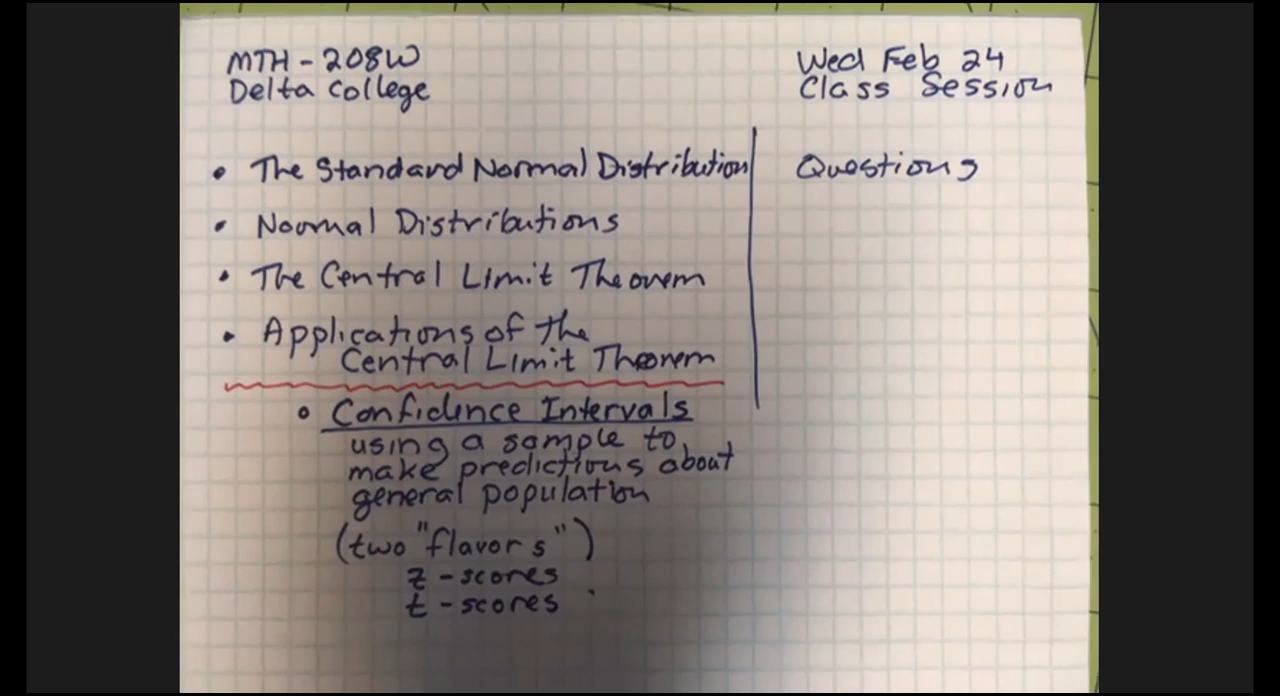 MTH - 208W
Delta College
Wed Feb 24
Class Session
• The Standard Normal Distribution
• Normal Distributions
• The Central Limit Theorem
• Applications of the
Central Limit Theorem
Questions
∘ Confidence Intervals
using a sample to
make predictions about
general population
(two "flavors")
z - scores
t - scores